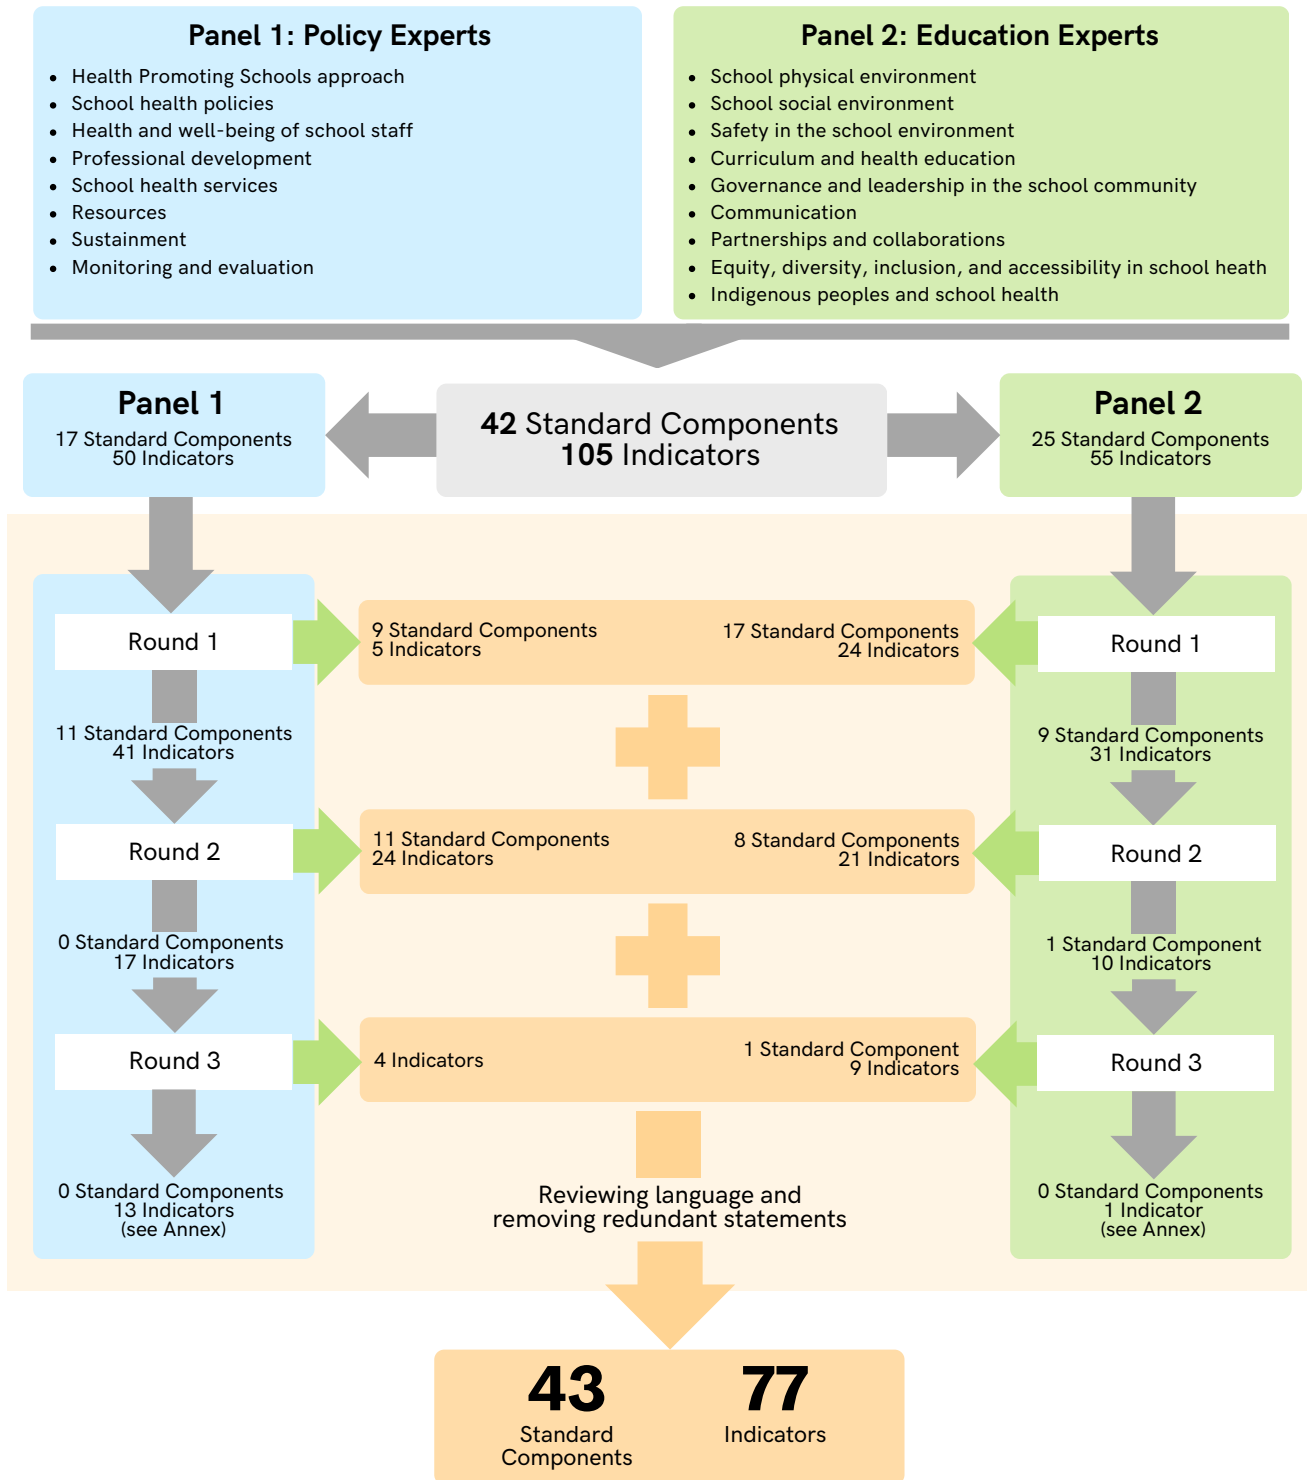 Panel 1: Policy Experts
• Health Promoting Schools approach
• School health policies
• Health and well-being of school staff
• Professional development
• School health services
• Resources
• Sustainment
• Monitoring and evaluation
Panel 2: Education Experts
• School physical environment
• School social environment
• Safety in the school environment
• Curriculum and health education
• Governance and leadership in the school community
• Communication
• Partnerships and collaborations
• Equity, diversity, inclusion, and accessibility in school heath
• Indigenous peoples and school health
Panel 1
17 Standard Components
50 Indicators
42 Standard Components
105 Indicators
Panel 2
25 Standard Components
55 Indicators
Round 1
9 Standard Components
5 Indicators
17 Standard Components
24 Indicators
Round 1
11 Standard Components
41 Indicators
9 Standard Components
31 Indicators
Round 2
11 Standard Components
24 Indicators
8 Standard Components
21 Indicators
Round 2
0 Standard Components
17 Indicators
1 Standard Component
10 Indicators
Round 3
4 Indicators
1 Standard Component
9 Indicators
Round 3
0 Standard Components
13 Indicators
(see Annex)
Reviewing language and
removing redundant statements
0 Standard Components
1 Indicator
(see Annex)
43
Standard
Components
77
Indicators